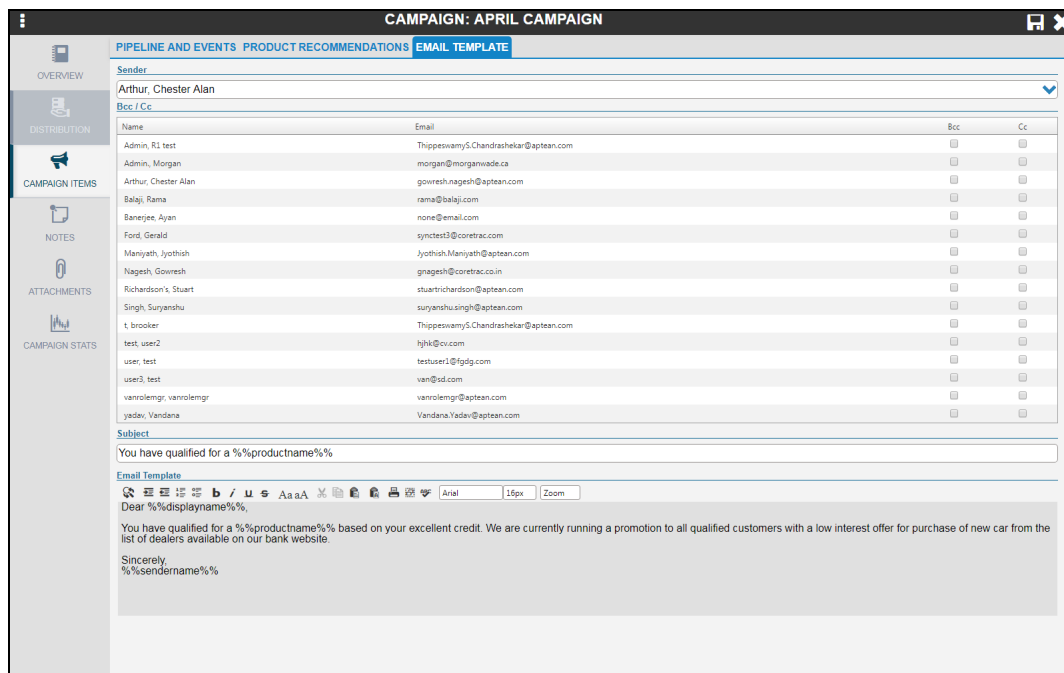 CAMPAIGN: APRIL CAMPAIGN
OVERVIEW
DISTRIBUTION
CAMPAIGN ITEMS
NOTES
ATTACHMENTS
CAMPAIGN STATS
PIPELINE AND EVENTS PRODUCT RECOMMENDATIONS EMAIL TEMPLATE
Sender
Arthur, Chester Alan
Bcc / Cc
Name Email Bcc Cc
Admin, R1 test ThippeswamyS.Chandrashekar@aptean.com
Admin., Morgan morgan@morganwade.ca
Arthur, Chester Alan gowresh.nagesh@aptean.com
Balaji, Rama rama@balaji.com
Banerjee, Ayan none@email.com
Ford, Gerald synctest3@coretrac.com
Maniyath, Jyothish Jyothish.Maniyath@aptean.com
Nagesh, Gowresh gnagesh@coretrac.co.in
Richardson's, Stuart stuartrichardson@aptean.com
Singh, Suryanshu suryanshu.singh@aptean.com
t, brooker ThippeswamyS.Chandrashekar@aptean.com
test, user2 hjhk@cv.com
user, test testuser1@fgdg.com
user3, test van@sd.com
vanrolemgr, vanrolemgr vanrolemgr@aptean.com
yadav, Vandana Vandana.Yadav@aptean.com
Subject
You have qualified for a %%productname%%
Email Template
b i u S Aa aA ABC Arial 16px Zoom
Dear %%displayname%%,
You have qualified for a %%productname%% based on your excellent credit. We are currently running a promotion to all qualified customers with a low interest offer for purchase of new car from the
list of dealers available on our bank website.
Sincerely,
%%sendername%%